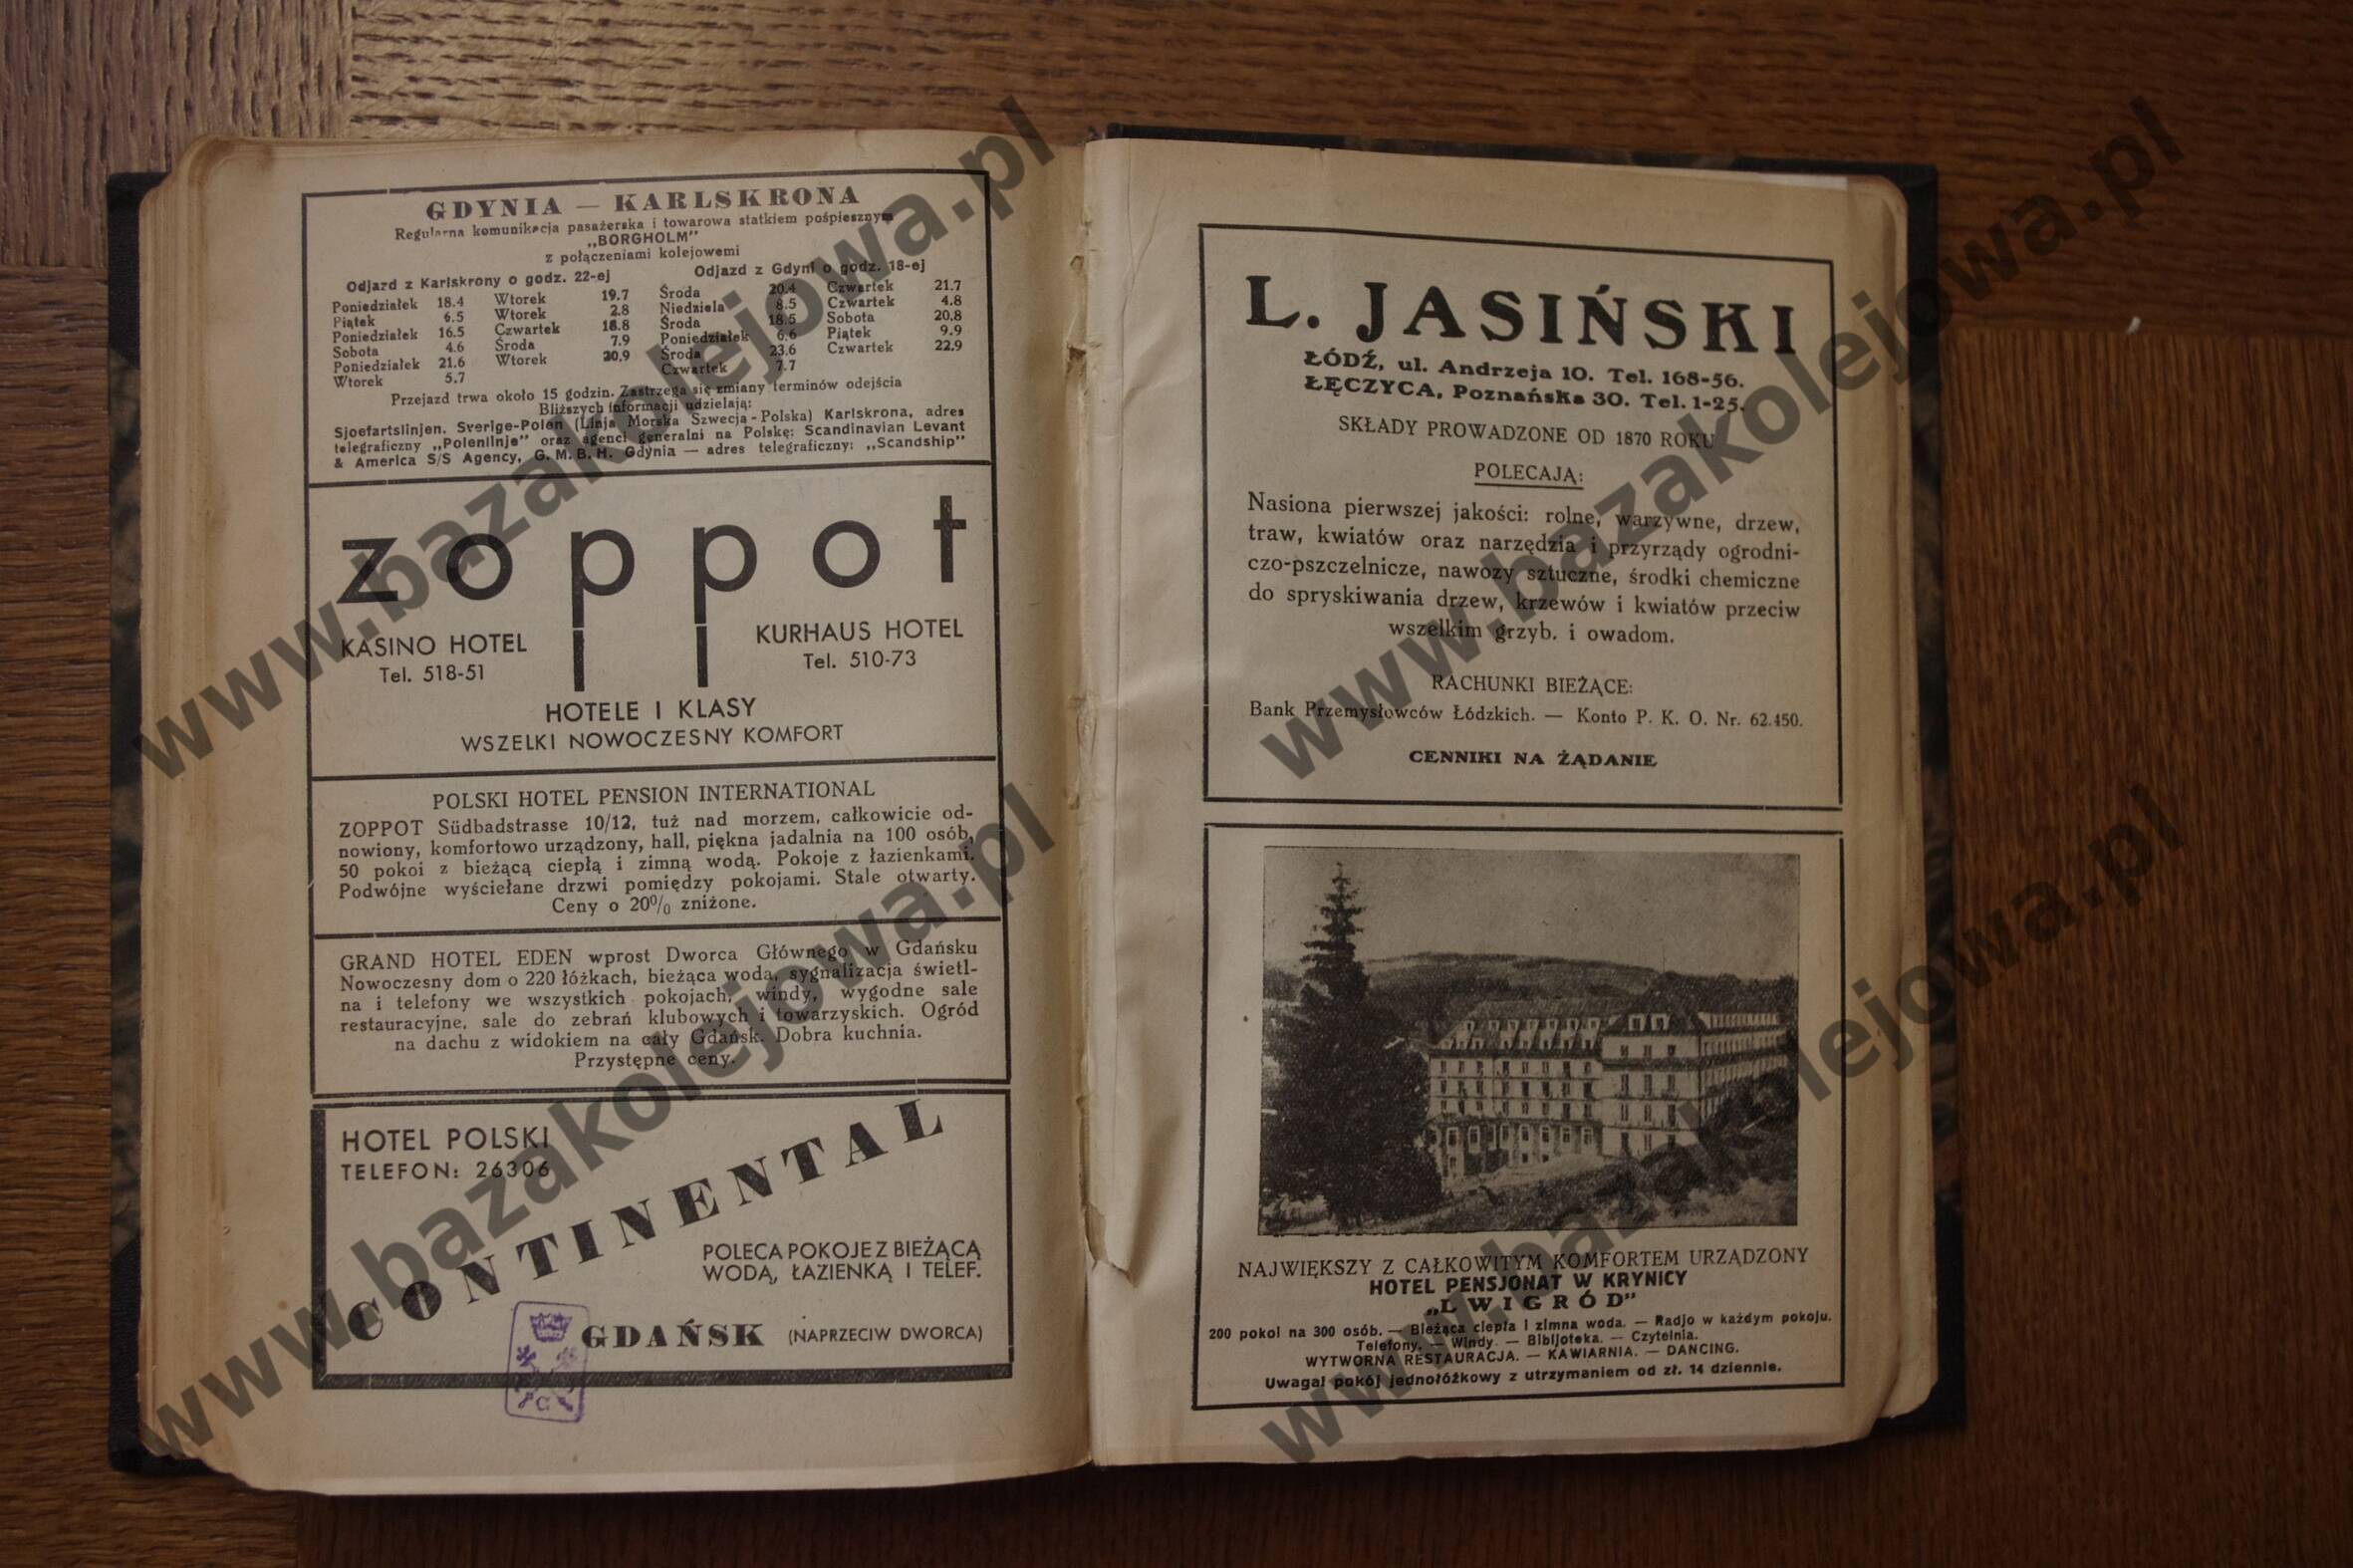 GDYNIA — KARLSKRONA
Regularna komunikacja pasażerska i towarowa statkiem pośpiesznym
„BORGHOLM”
z połączeniami kolejowemi
Odjazd z Karlskrony o godz. 22-ej
Poniedziałek 18.4 Wtorek 19.7
Piątek 6.5 Wtorek 2.8
Poniedziałek 16.5 Czwartek 18.8
Sobota 4.6 Środa 7.9
Poniedziałek 21.6 Wtorek 20.9
Wtorek 5.7
Odjazd z Gdyni o godz. 18-ej
Środa 20.4 Czwartek 21.7
Niedziela 8.5 Czwartek 4.8
Środa 18.5 Sobota 20.8
Poniedziałek 6.6 Piątek 9.9
Środa 23.6 Czwartek 22.9
Czwartek 7.7
Przejazd trwa około 15 godzin. Zastrzega się zmiany terminów odejścia
Bliższych informacji udzielają:
Sjoefartslinjen, Sverige-Polen (Linja Morska Szwecja-Polska) Karlskrona, adres
telegraficzny „Polenlinje” oraz agenci generalni na Polskę: Scandinavian Levant
& America S/S Agency, G. M. B. H. Gdynia — adres telegraficzny: „Scandship”
zoppot
KASINO HOTEL
Tel. 518-51
KURHAUS HOTEL
Tel. 510-73
HOTELE I KLASY
WSZELKI NOWOCZESNY KOMFORT
POLSKI HOTEL PENSION INTERNATIONAL
ZOPPOT Südbadstrasse 10/12, tuż nad morzem, całkowicie od-
nowiony, komfortowo urządzony, hall, piękna jadalnia na 100 osób,
50 pokoi z bieżącą ciepłą i zimną wodą. Pokoje z łazienkami.
Podwójne wyściełane drzwi pomiędzy pokojami. Stale otwarty.
Ceny o 20% zniżone.
GRAND HOTEL EDEN wprost Dworca Głównego w Gdańsku
Nowoczesny dom o 220 łóżkach, bieżąca woda, sygnalizacja świetl-
na i telefony we wszystkich pokojach, windy, wygodne sale
restauracyjne, sale do zebrań klubowych i towarzyskich. Ogród
na dachu z widokiem na cały Gdańsk. Dobra kuchnia.
Przystępne ceny.
HOTEL POLSKI
TELEFON: 26306
CONTINENTAL
POLECA POKOJE Z BIEŻĄCĄ
WODĄ, ŁAZIENKĄ I TELEF.
GDAŃSK (NAPRZECIW DWORCA)
C
L. JASIŃSKI
ŁÓDŹ, ul. Andrzeja 10. Tel. 168-56.
ŁĘCZYCA, Poznańska 30. Tel. 1-25.
SKŁADY PROWADZONE OD 1870 ROKU
POLECAJĄ:
Nasiona pierwszej jakości: rolne, warzywne, drzew,
traw, kwiatów oraz narzędzia i przyrządy ogrodni-
czo-pszczelnicze, nawozy sztuczne, środki chemiczne
do spryskiwania drzew, krzewów i kwiatów przeciw
wszelkim grzyb. i owadom.
RACHUNKI BIEŻĄCE:
Bank Przemysłowców Łódzkich. — Konto P. K. O. Nr. 62.450.
CENNIKI NA ŻĄDANIE
NAJWIĘKSZY Z CAŁKOWITYM KOMFORTEM URZĄDZONY
HOTEL PENSJONAT W KRYNICY
„LWIGRÓD”
200 pokoi na 300 osób. — Bieżąca ciepła i zimna woda. — Radjo w każdym pokoju.
Telefony. — Windy. — Bibljoteka. — Czytelnia.
WYTWORNA RESTAURACJA. — KAWIARNIA. — DANCING.
Uwaga! pokój jednołóżkowy z utrzymaniem od zł. 14 dziennie.
www.bazakolejowa.pl
www.bazakolejowa.pl
www.bazakolejowa.pl
www.bazakolejowa.pl